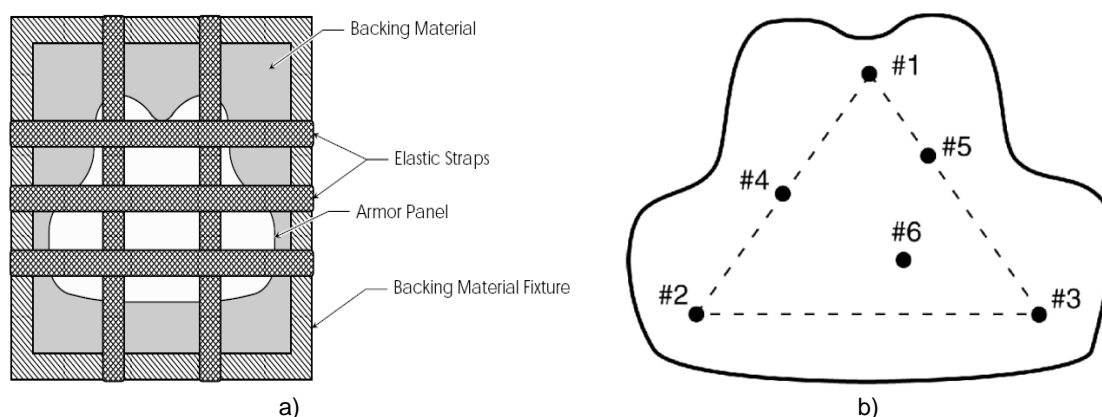 Backing Material
Elastic Straps
Armor Panel
Backing Material Fixture
a)
#1
#5
#4
#6
#2
#3
b)